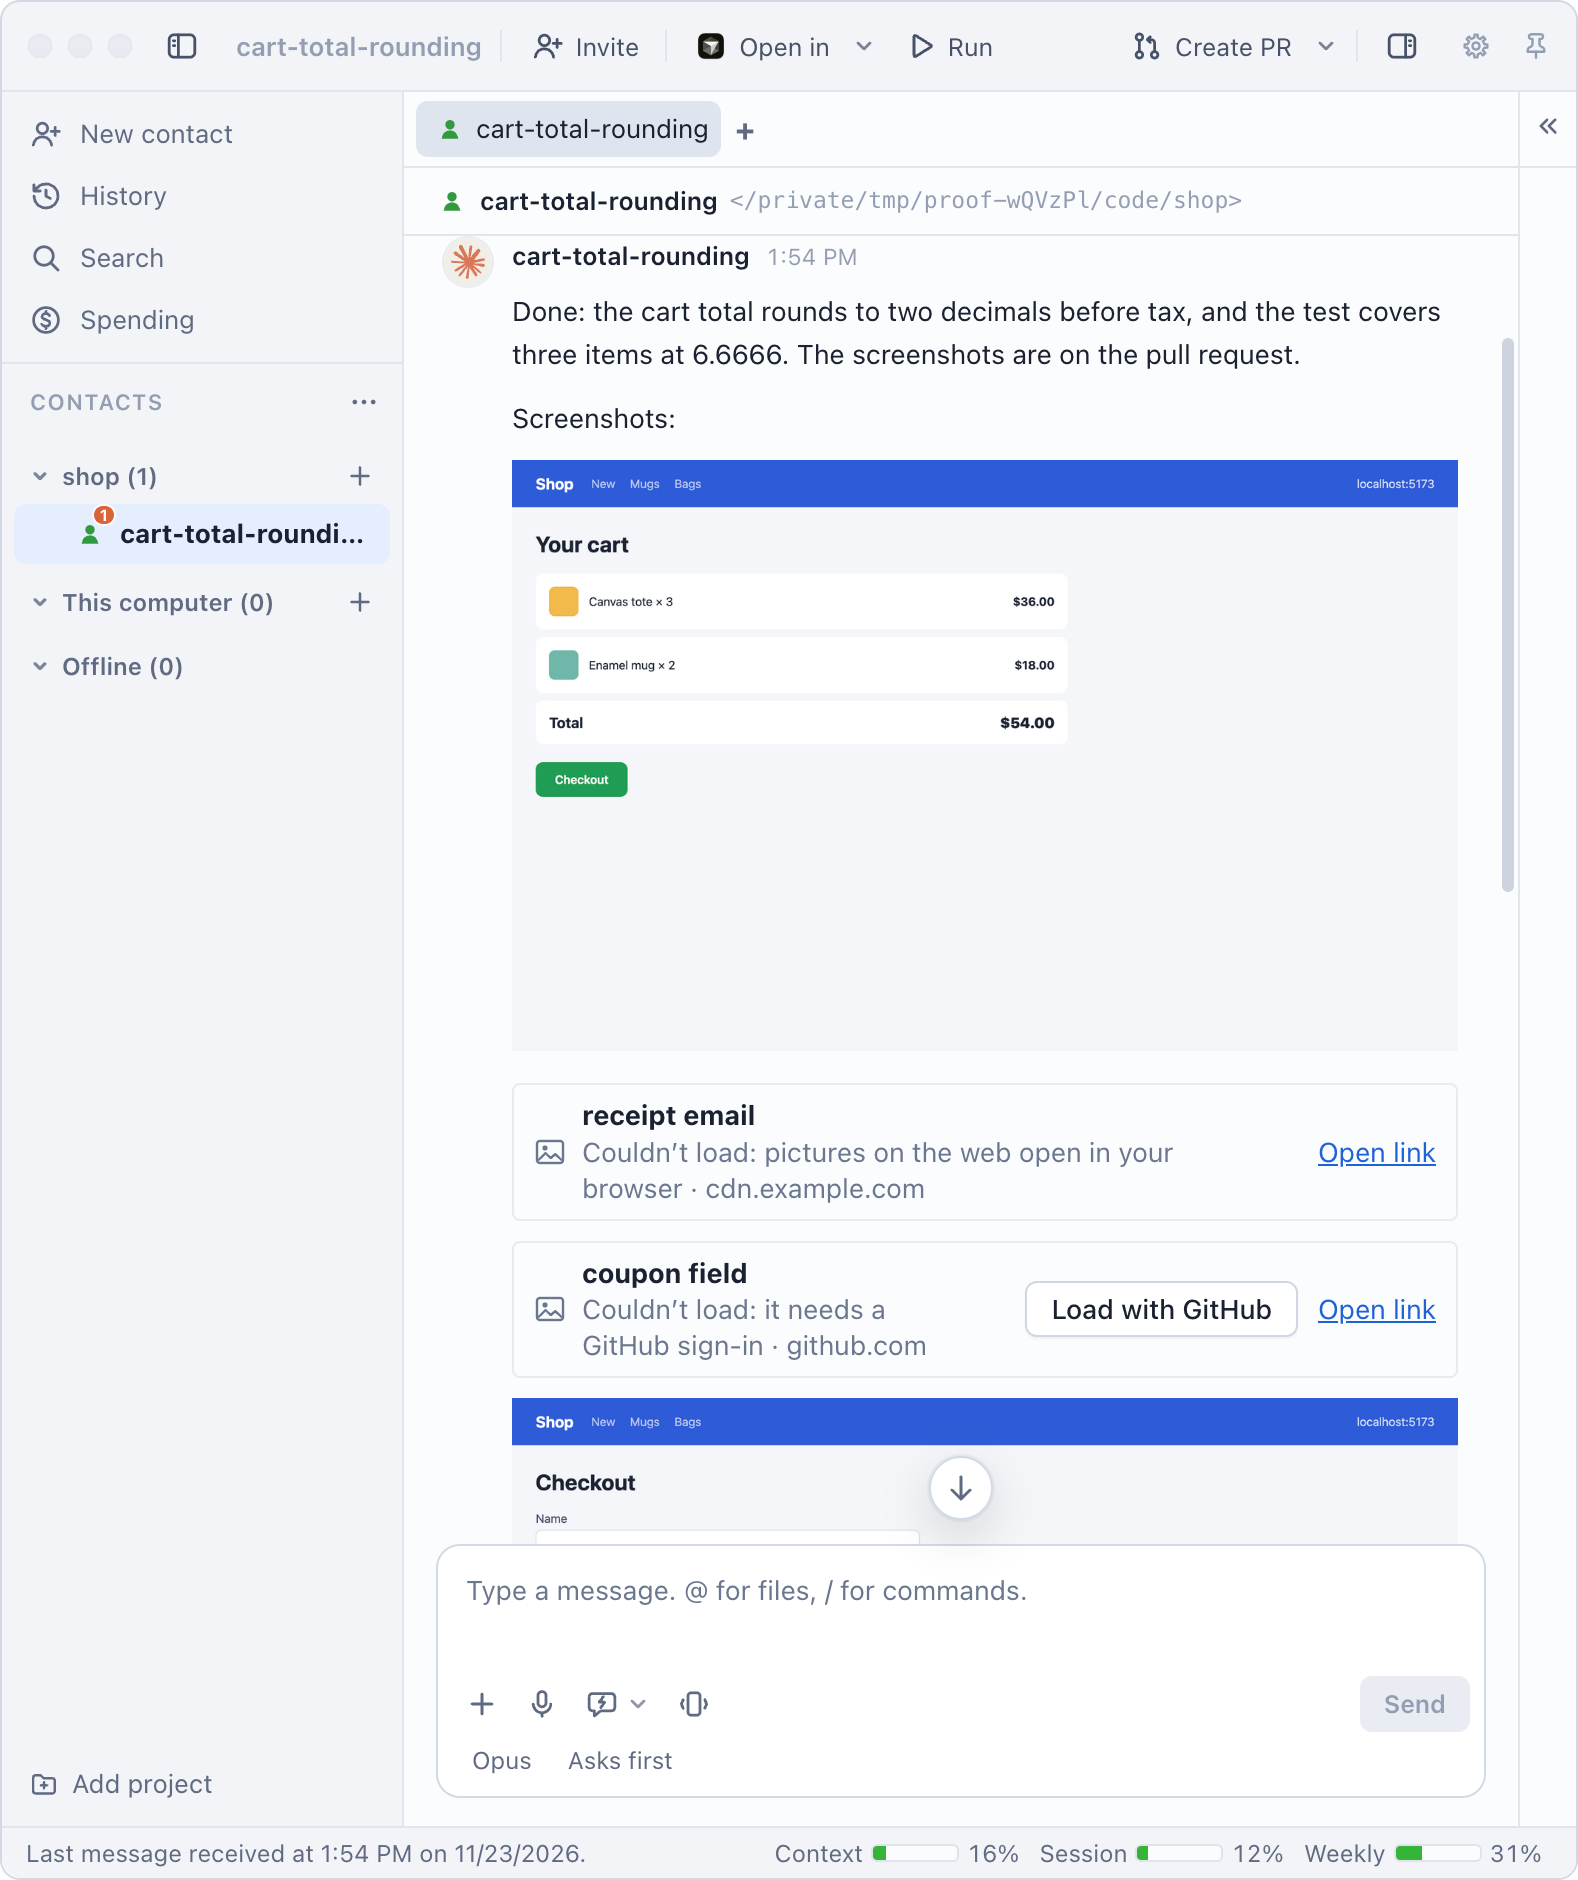 cart-total-rounding
Invite
Open in
Run
Create PR
New contact
History
Search
Spending
CONTACTS
shop (1)
1
cart-total-roundi...
This computer (0)
Offline (0)
Add project
cart-total-rounding
cart-total-rounding </private/tmp/proof-wQVzPl/code/shop>
cart-total-rounding 1:54 PM
Done: the cart total rounds to two decimals before tax, and the test covers
three items at 6.6666. The screenshots are on the pull request.
Screenshots:
Shop New Mugs Bags localhost:5173
Your cart
Canvas tote × 3 $36.00
Enamel mug × 2 $18.00
Total $54.00
Checkout
receipt email
Couldn’t load: pictures on the web open in your
browser · cdn.example.com
Open link
coupon field
Couldn’t load: it needs a
GitHub sign-in · github.com
Load with GitHub
Open link
Shop New Mugs Bags localhost:5173
Checkout
Name
Type a message. @ for files, / for commands.
Send
Opus Asks first
Last message received at 1:54 PM on 11/23/2026.
Context 16% Session 12% Weekly 31%